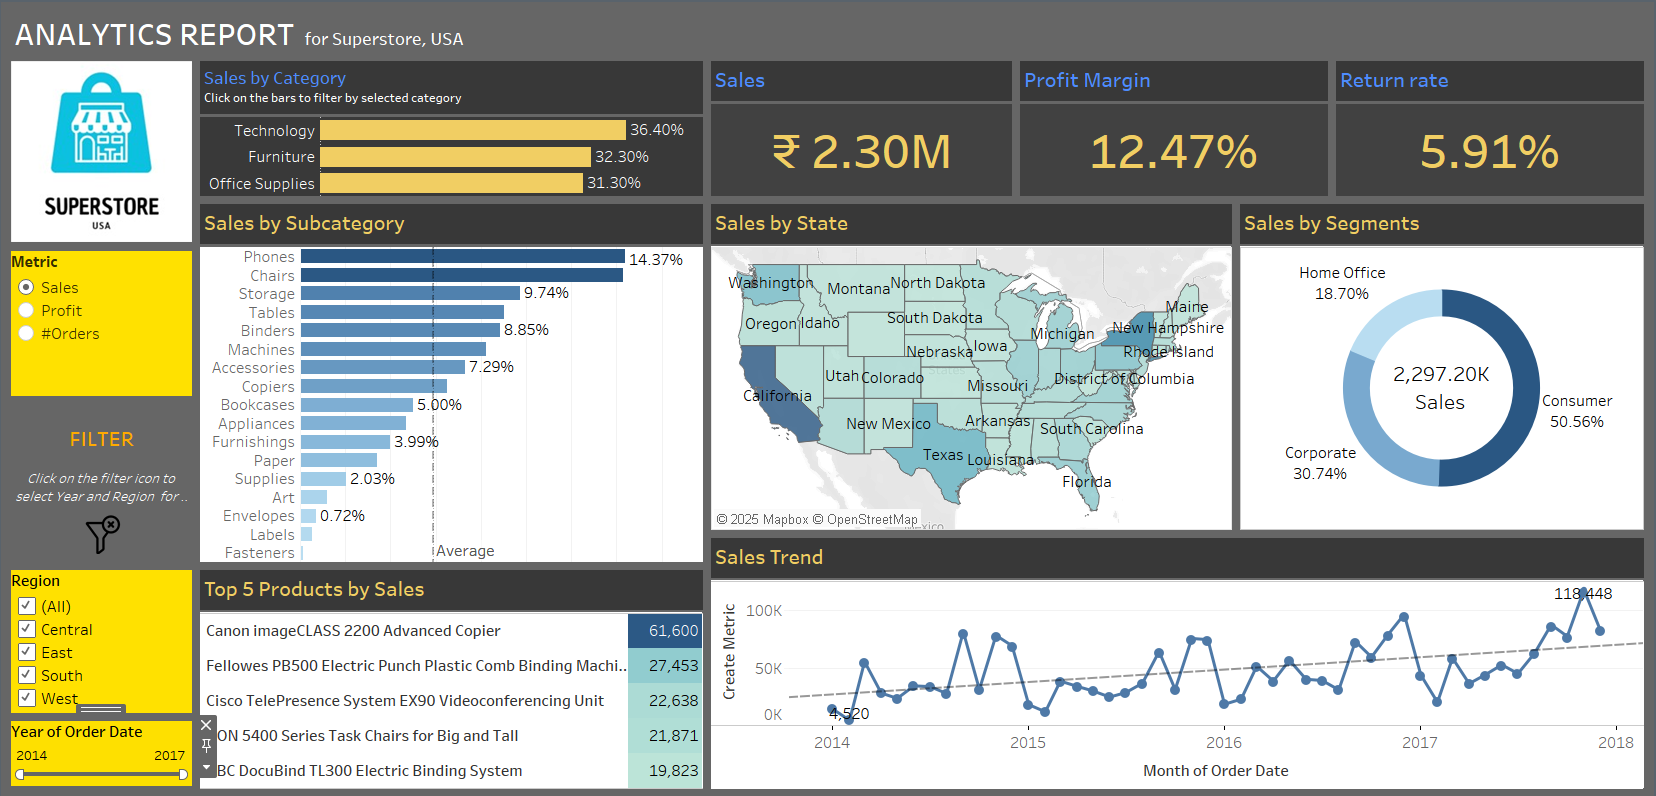 ANALYTICS REPORT for Superstore, USA
SUPERSTORE
USA
Metric
Sales
Profit
#Orders
FILTER
Click on the filter icon to
select Year and Region for ..
Region
(All)
Central
East
South
West
Year of Order Date
2014 2017
Sales by Category
Click on the bars to filter by selected category
Technology 36.40%
Furniture 32.30%
Office Supplies 31.30%
Sales
₹ 2.30M
Profit Margin
12.47%
Return rate
5.91%
Sales by Subcategory
Phones 14.37%
Chairs
Storage 9.74%
Tables
Binders 8.85%
Machines
Accessories 7.29%
Copiers
Bookcases 5.00%
Appliances
Furnishings 3.99%
Paper
Supplies 2.03%
Art
Envelopes 0.72%
Labels
Fasteners
Average
Top 5 Products by Sales
Canon imageCLASS 2200 Advanced Copier 61,600
Fellowes PB500 Electric Punch Plastic Comb Binding Machi.. 27,453
Cisco TelePresence System EX90 Videoconferencing Unit 22,638
ON 5400 Series Task Chairs for Big and Tall 21,871
BC DocuBind TL300 Electric Binding System 19,823
Sales by State
Washington
Montana
North Dakota
Maine
Oregon
Idaho
South Dakota
Michigan
New Hampshire
Nebraska
Iowa
Rhode Island
States
Utah
Colorado
Missouri
District of Columbia
California
New Mexico
Arkansas
South Carolina
Texas
Louisiana
Florida
Mexico
© 2025 Mapbox © OpenStreetMap
Sales by Segments
Home Office
18.70%
2,297.20K
Sales
Consumer
50.56%
Corporate
30.74%
Sales Trend
Create Metric
100K
50K
0K
4,520
118,448
2014 2015 2016 2017 2018
Month of Order Date